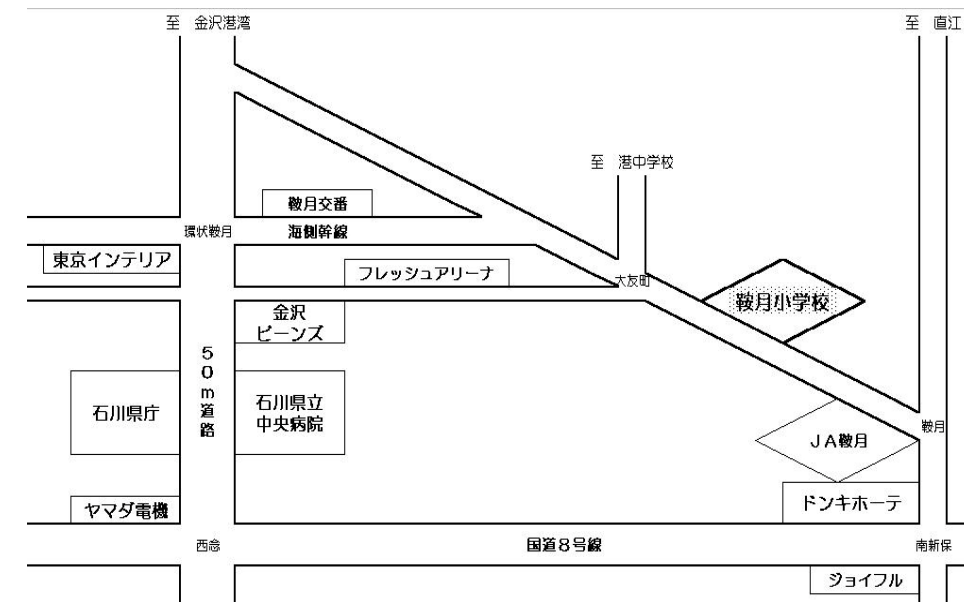 至 金沢港湾
至 直江
至 港中学校
鞍月交番
環状鞍月
海側幹線
東京インテリア
フレッシュアリーナ
大友町
鞍月小学校
金沢
ビーンズ
50m道路
石川県庁
石川県立
中央病院
鞍月
JA鞍月
ヤマダ電機
ドンキホーテ
西念
国道8号線
南新保
ジョイフル